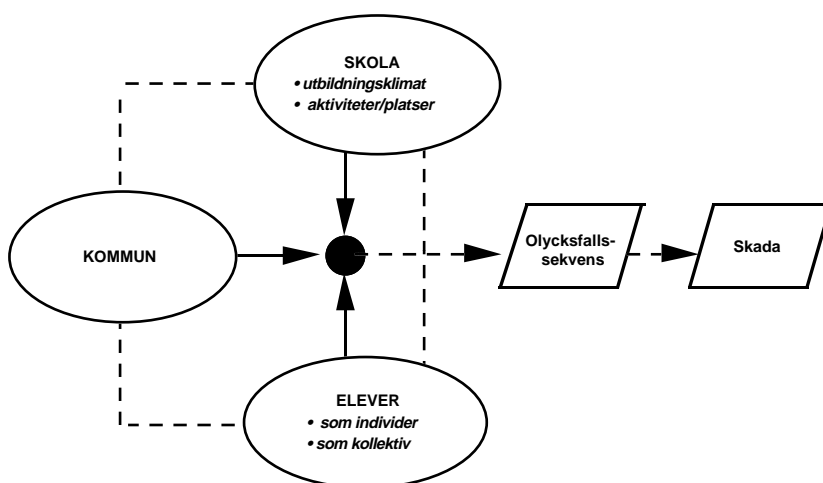 SKOLA
• utbildningsklimat
• aktiviteter/platser
KOMMUN
Olycksfalls-
sekvens
Skada
ELEVER
• som individer
• som kollektiv